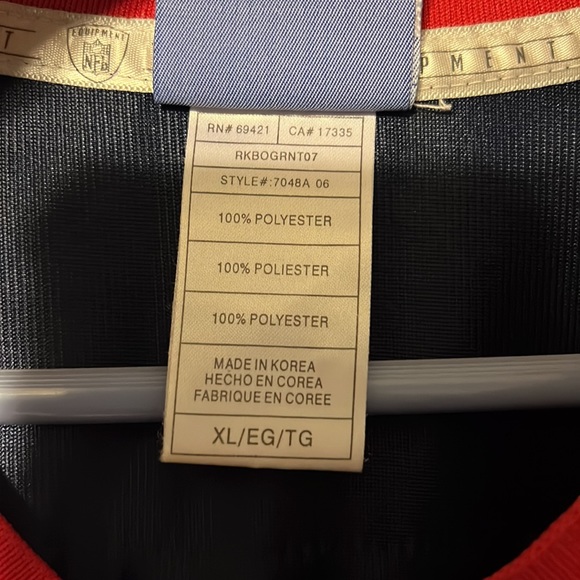 T
EQUIPMENT
NFL
PMENT
RN# 69421 CA# 17335
RKBOGRNT07
STYLE#:7048A 06
100% POLYESTER
100% POLIESTER
100% POLYESTER
MADE IN KOREA
HECHO EN COREA
FABRIQUE EN COREE
XL/EG/TG